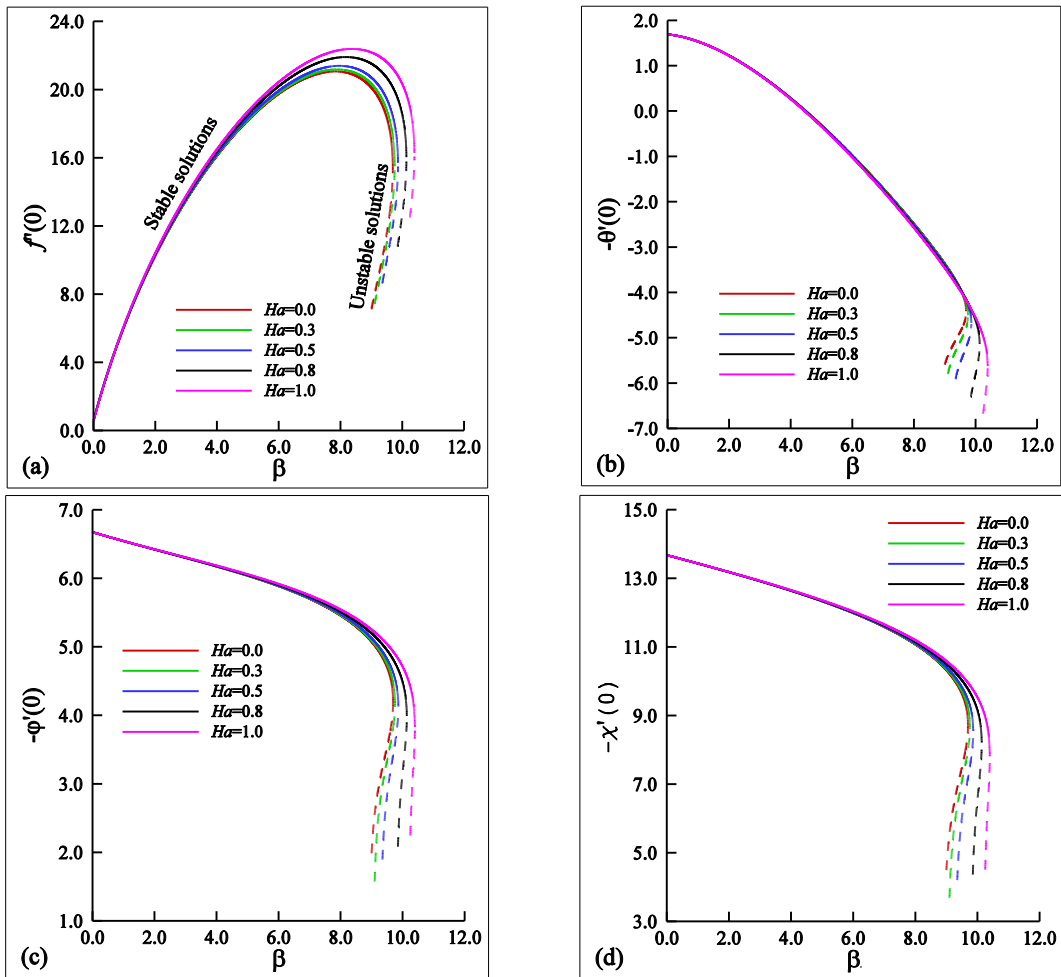 24.0
20.0
16.0
12.0
8.0
4.0
0.0
f''(0)
Stable solutions
Unstable solutions
Ha=0.0
Ha=0.3
Ha=0.5
Ha=0.8
Ha=1.0
0.0 2.0 4.0 6.0 8.0 10.0 12.0
(a) β
2.0
1.0
0.0
-1.0
-2.0
-3.0
-4.0
-5.0
-6.0
-7.0
-θ'(0)
Ha=0.0
Ha=0.3
Ha=0.5
Ha=0.8
Ha=1.0
0.0 2.0 4.0 6.0 8.0 10.0 12.0
(b) β
7.0
6.0
5.0
4.0
3.0
2.0
1.0
-φ'(0)
Ha=0.0
Ha=0.3
Ha=0.5
Ha=0.8
Ha=1.0
0.0 2.0 4.0 6.0 8.0 10.0 12.0
(c) β
15.0
13.0
11.0
9.0
7.0
5.0
3.0
-χ'(0)
Ha=0.0
Ha=0.3
Ha=0.5
Ha=0.8
Ha=1.0
0.0 2.0 4.0 6.0 8.0 10.0 12.0
(d) β